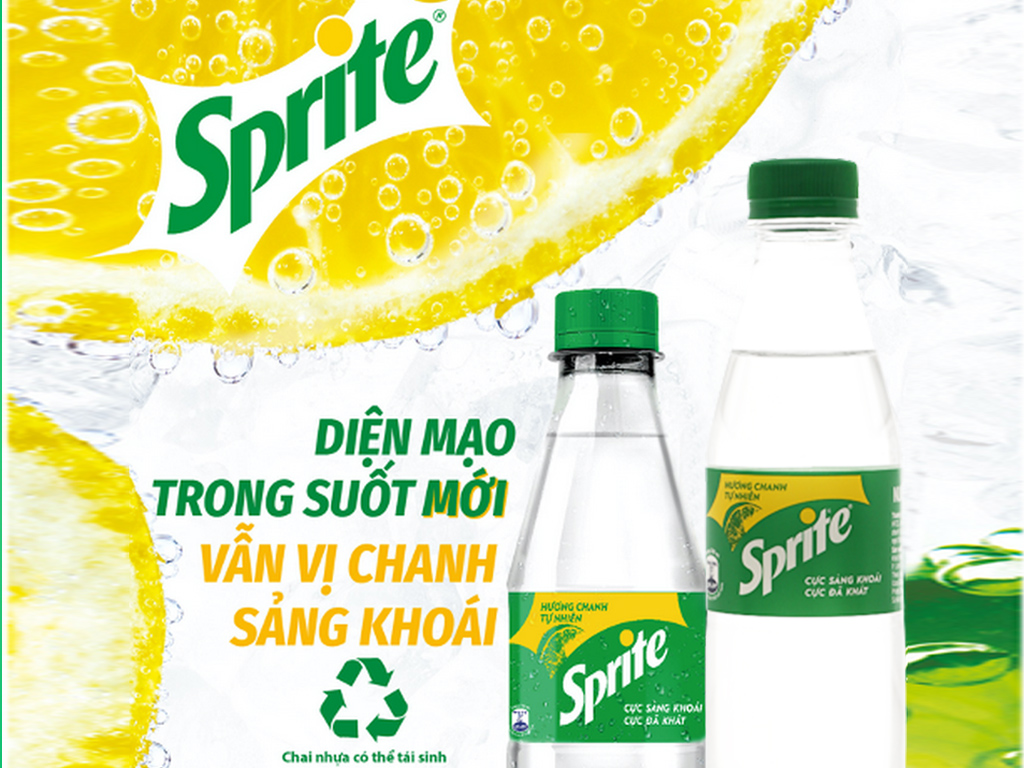 Sprite®
DIỆN MẠO
TRONG SUỐT MỚI
VẪN VỊ CHANH
SẢNG KHOÁI
Chai nhựa có thể tái sinh
HƯƠNG CHANH
TỰ NHIÊN
Sprite
CỰC SẢNG KHOÁI
CỰC ĐÃ KHÁT
HƯƠNG CHANH
TỰ NHIÊN
Sprite
CỰC SẢNG KHOÁI
CỰC ĐÃ KHÁT